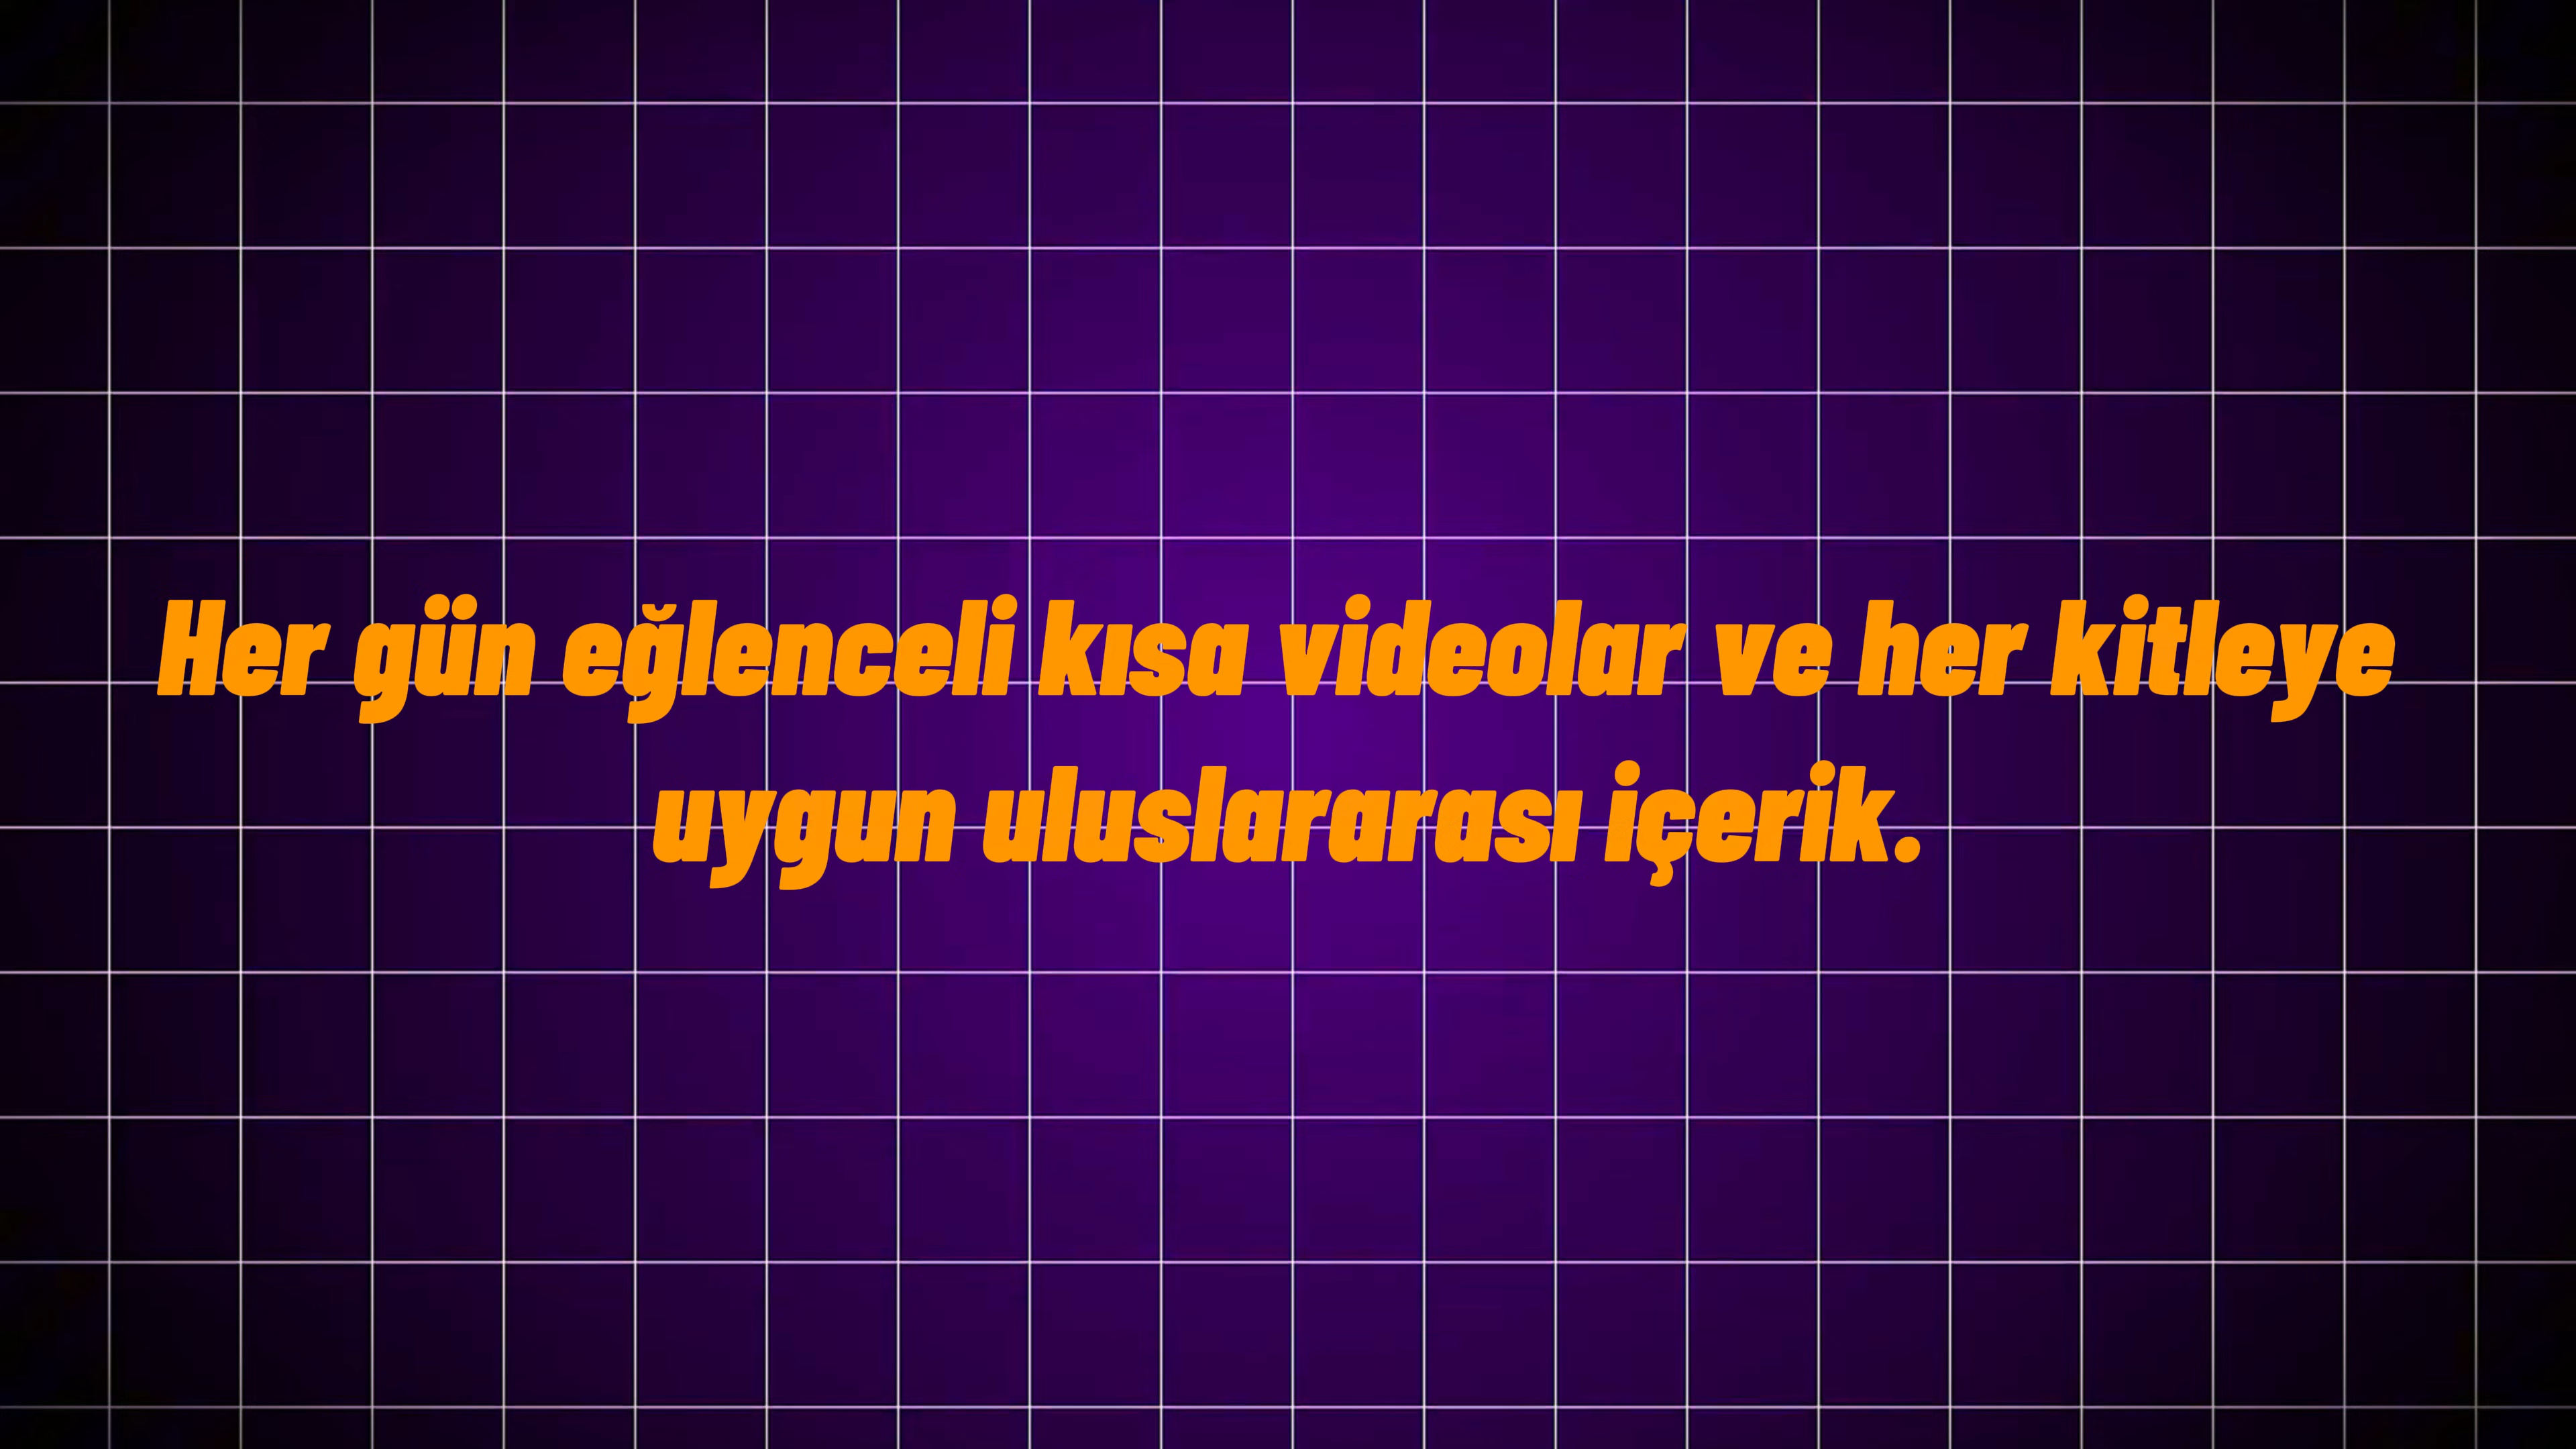 Her gün eğlenceli kısa videolar ve her kitleye
uygun uluslararası içerik.